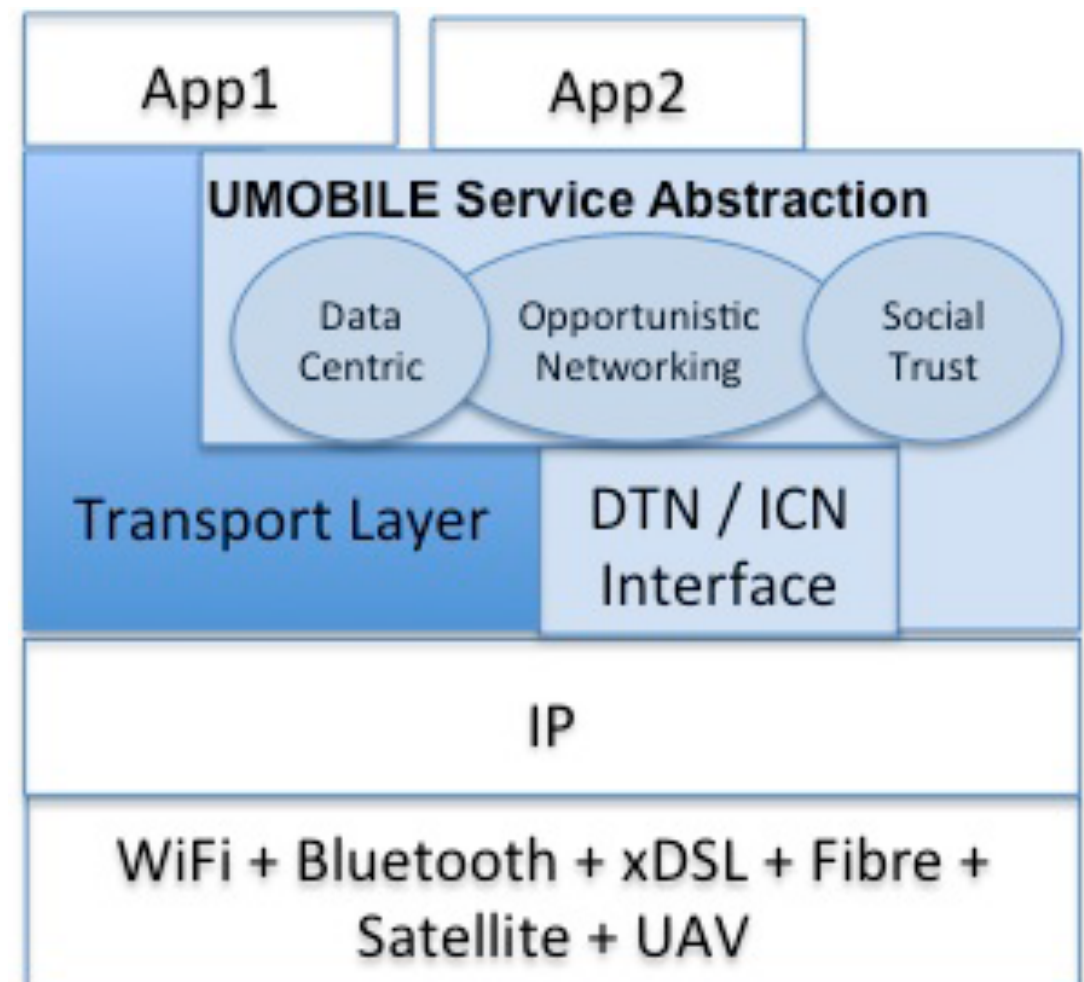 App1
App2
UMOBILE Service Abstraction
Data
Centric
Opportunistic
Networking
Social
Trust
Transport Layer
DTN / ICN
Interface
IP
WiFi + Bluetooth + xDSL + Fibre +
Satellite + UAV